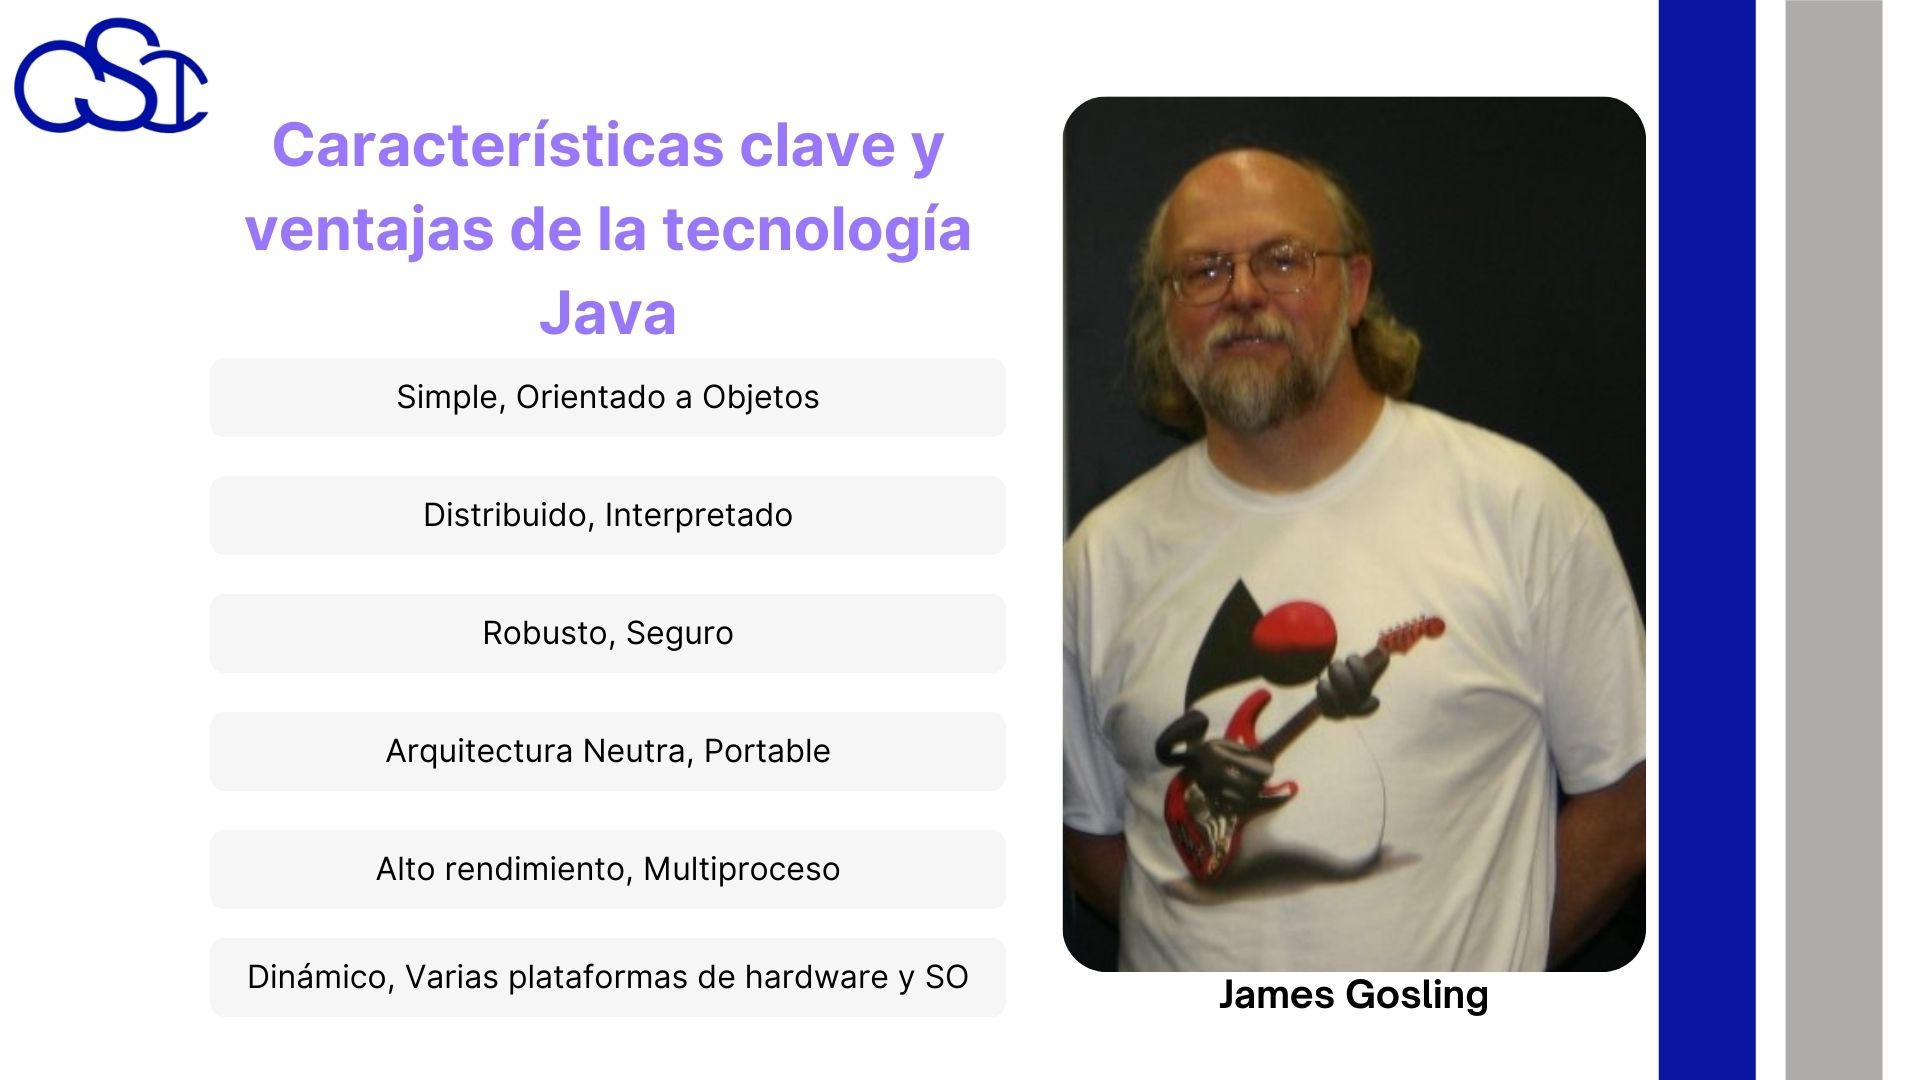 CSI
Características clave y
ventajas de la tecnología
Java
Simple, Orientado a Objetos
Distribuido, Interpretado
Robusto, Seguro
Arquitectura Neutra, Portable
Alto rendimiento, Multiproceso
Dinámico, Varias plataformas de hardware y SO
James Gosling